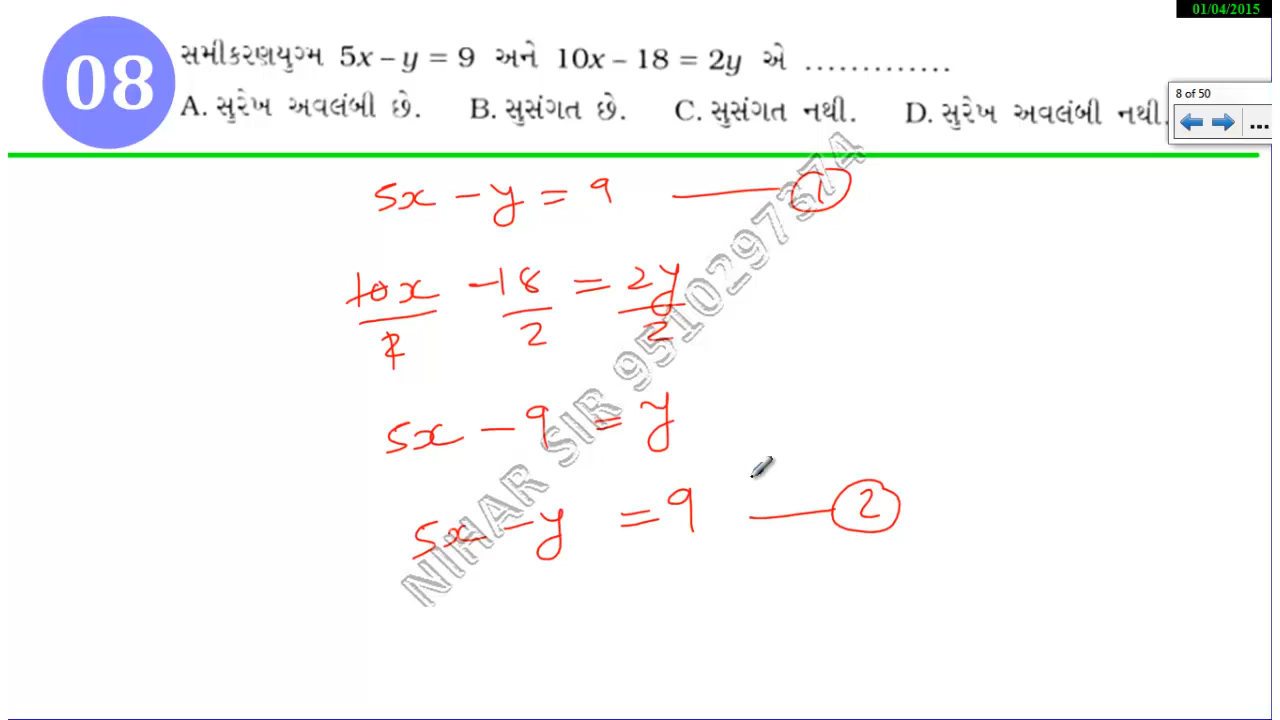 01/04/2015
08
સમીકરણયુગ્મ 5x – y = 9 અને 10x – 18 = 2y એ .............
A. સુરેખ અવલંબી છે. B. સુસંગત છે. C. સુસંગત નથી. D. સુરેખ અવલંબી નથી.
8 of 50
...
5x – y = 9 —— 1
10x/2 – 18/2 = 2y/2
5x – 9 = y
5x – y = 9 —— 2
NIHAR SIR 9510297374